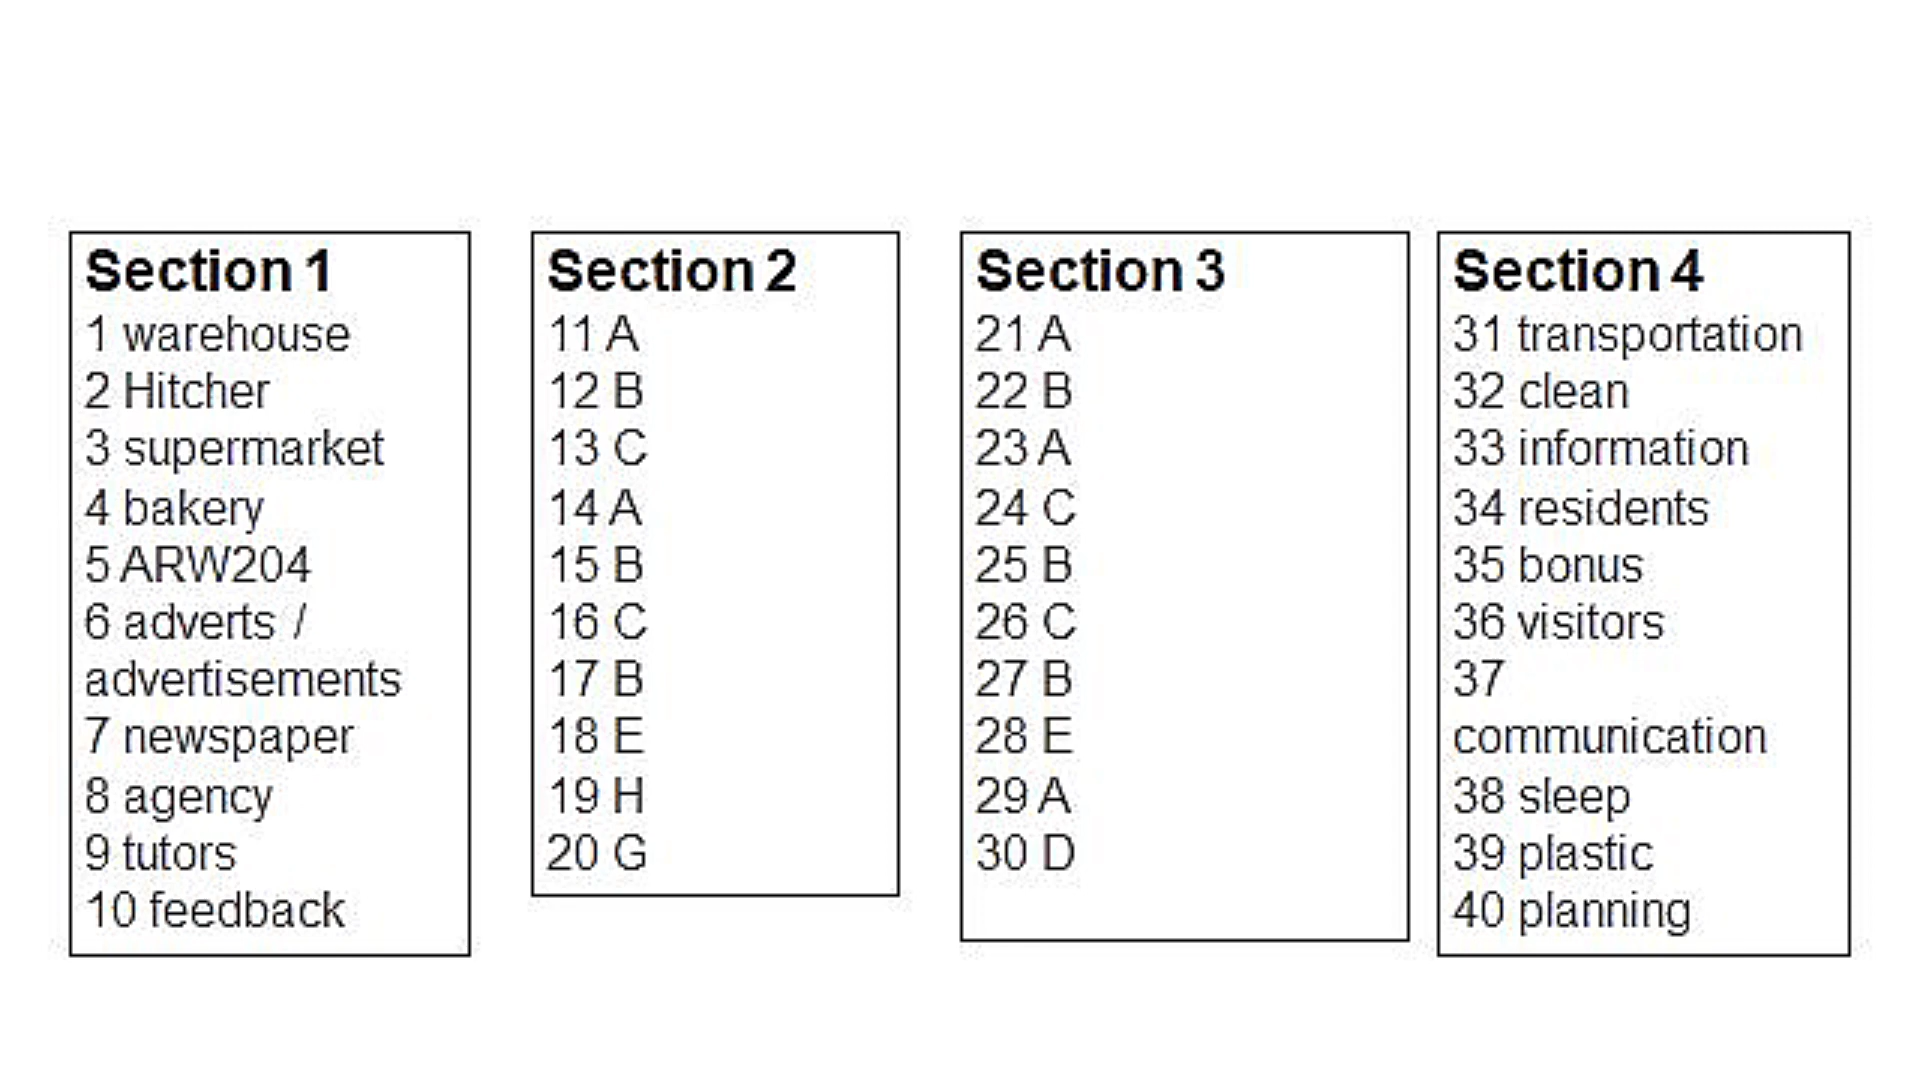 Section 1
1 warehouse
2 Hitcher
3 supermarket
4 bakery
5 ARW204
6 adverts /
advertisements
7 newspaper
8 agency
9 tutors
10 feedback
Section 2
11 A
12 B
13 C
14 A
15 B
16 C
17 B
18 E
19 H
20 G
Section 3
21 A
22 B
23 A
24 C
25 B
26 C
27 B
28 E
29 A
30 D
Section 4
31 transportation
32 clean
33 information
34 residents
35 bonus
36 visitors
37
communication
38 sleep
39 plastic
40 planning